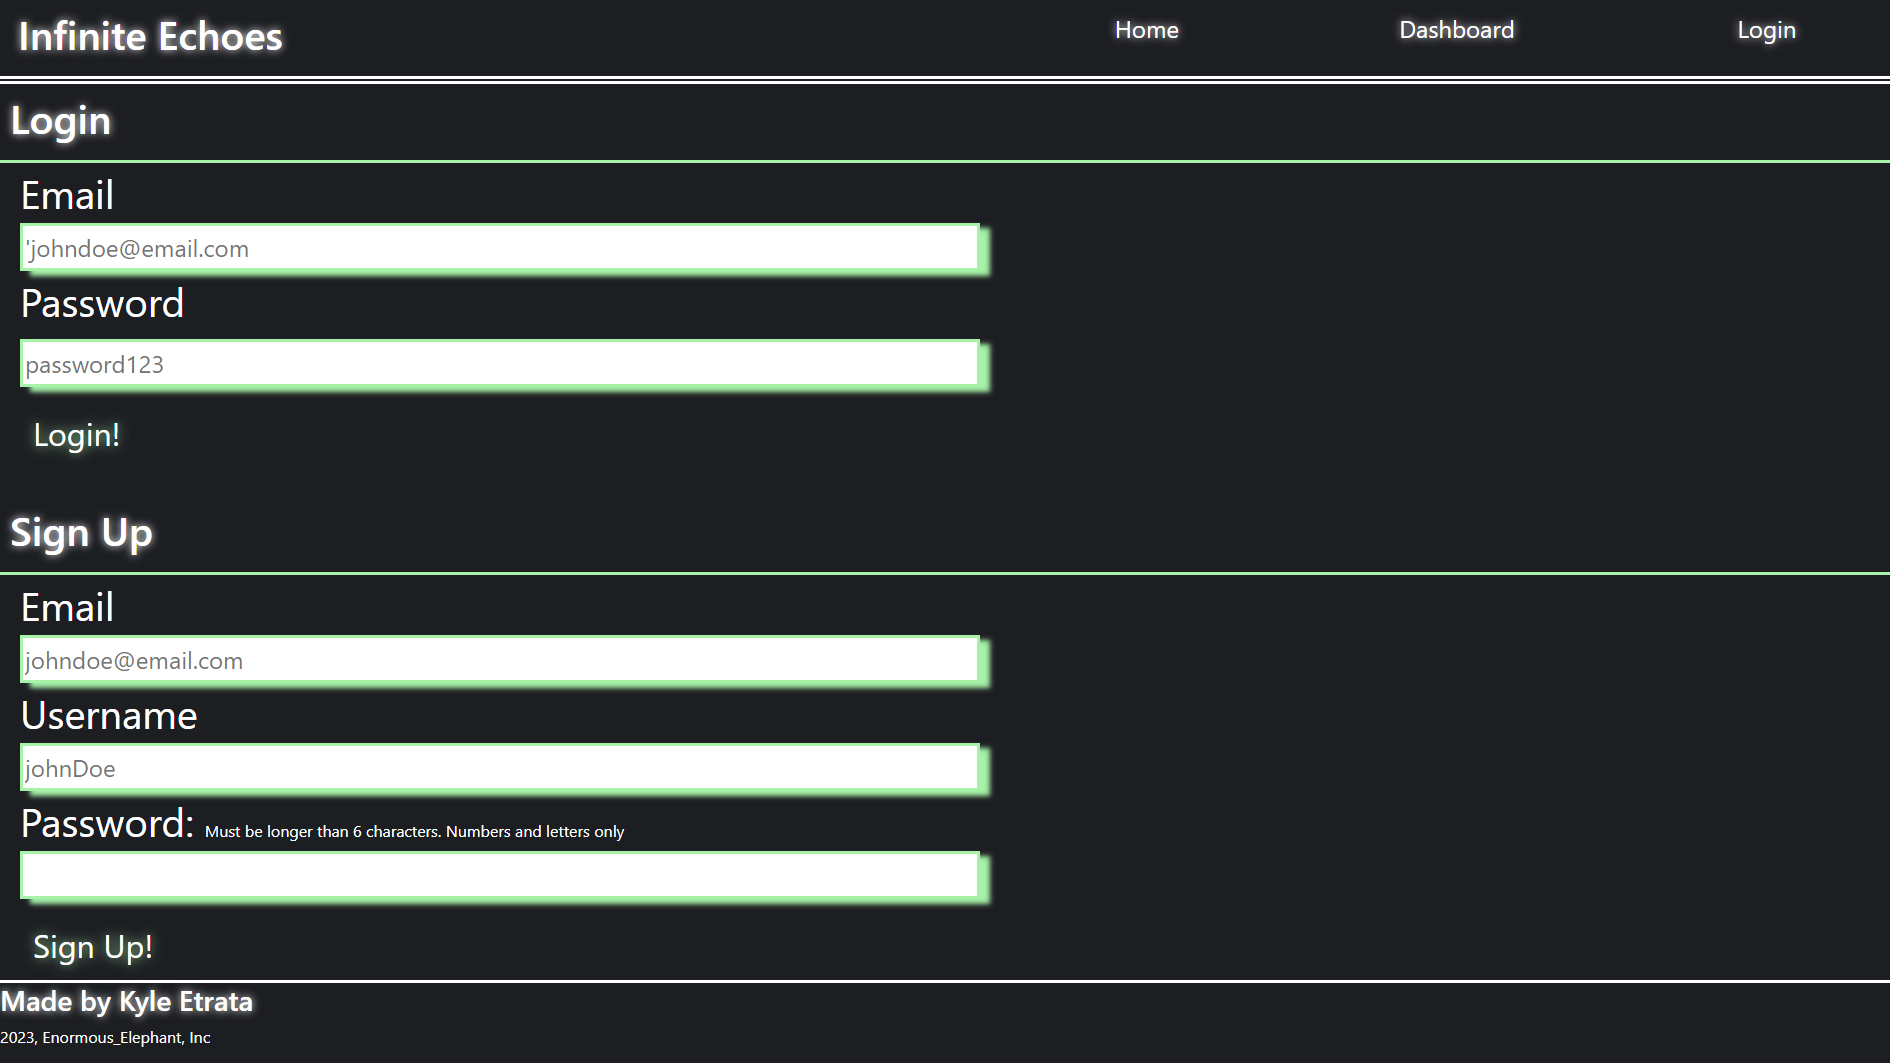 Infinite Echoes Home Dashboard Login
Login
Email
'johndoe@email.com
Password
password123
Login!
Sign Up
Email
johndoe@email.com
Username
johnDoe
Password: Must be longer than 6 characters. Numbers and letters only
Sign Up!
Made by Kyle Etrata
2023, Enormous_Elephant, Inc